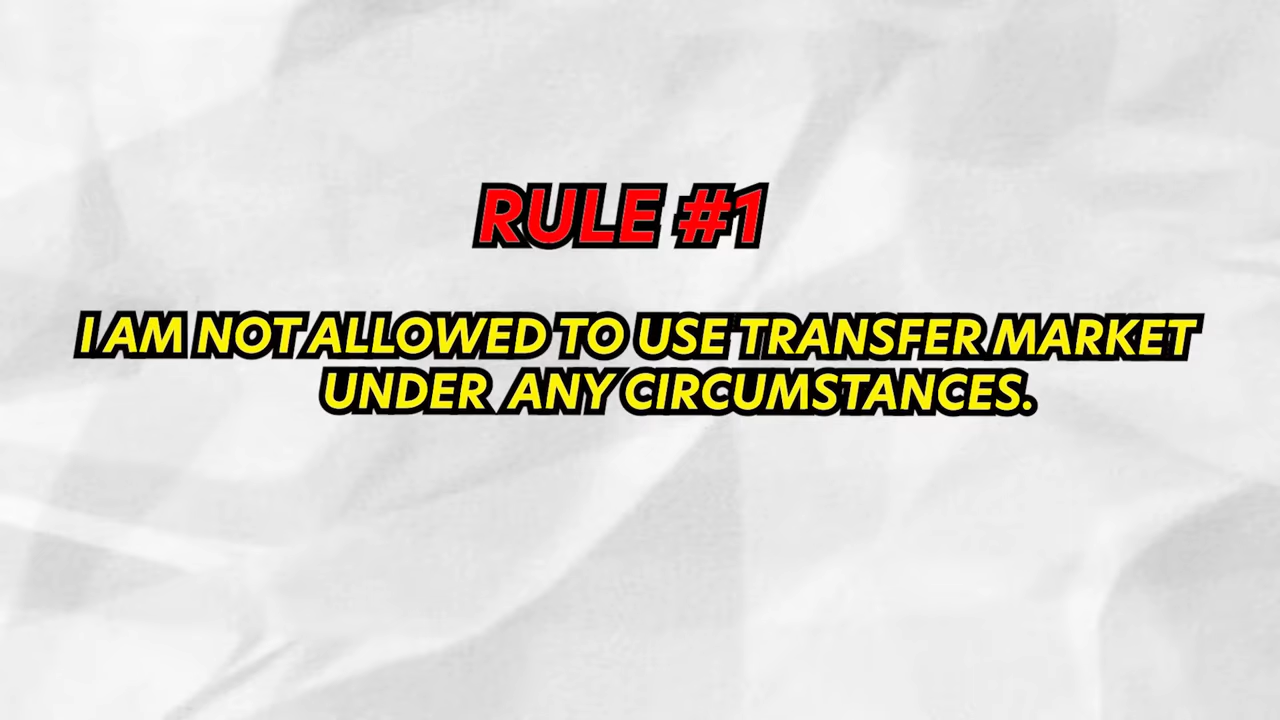 RULE #1
I AM NOT ALLOWED TO USE TRANSFER MARKET
UNDER ANY CIRCUMSTANCES.